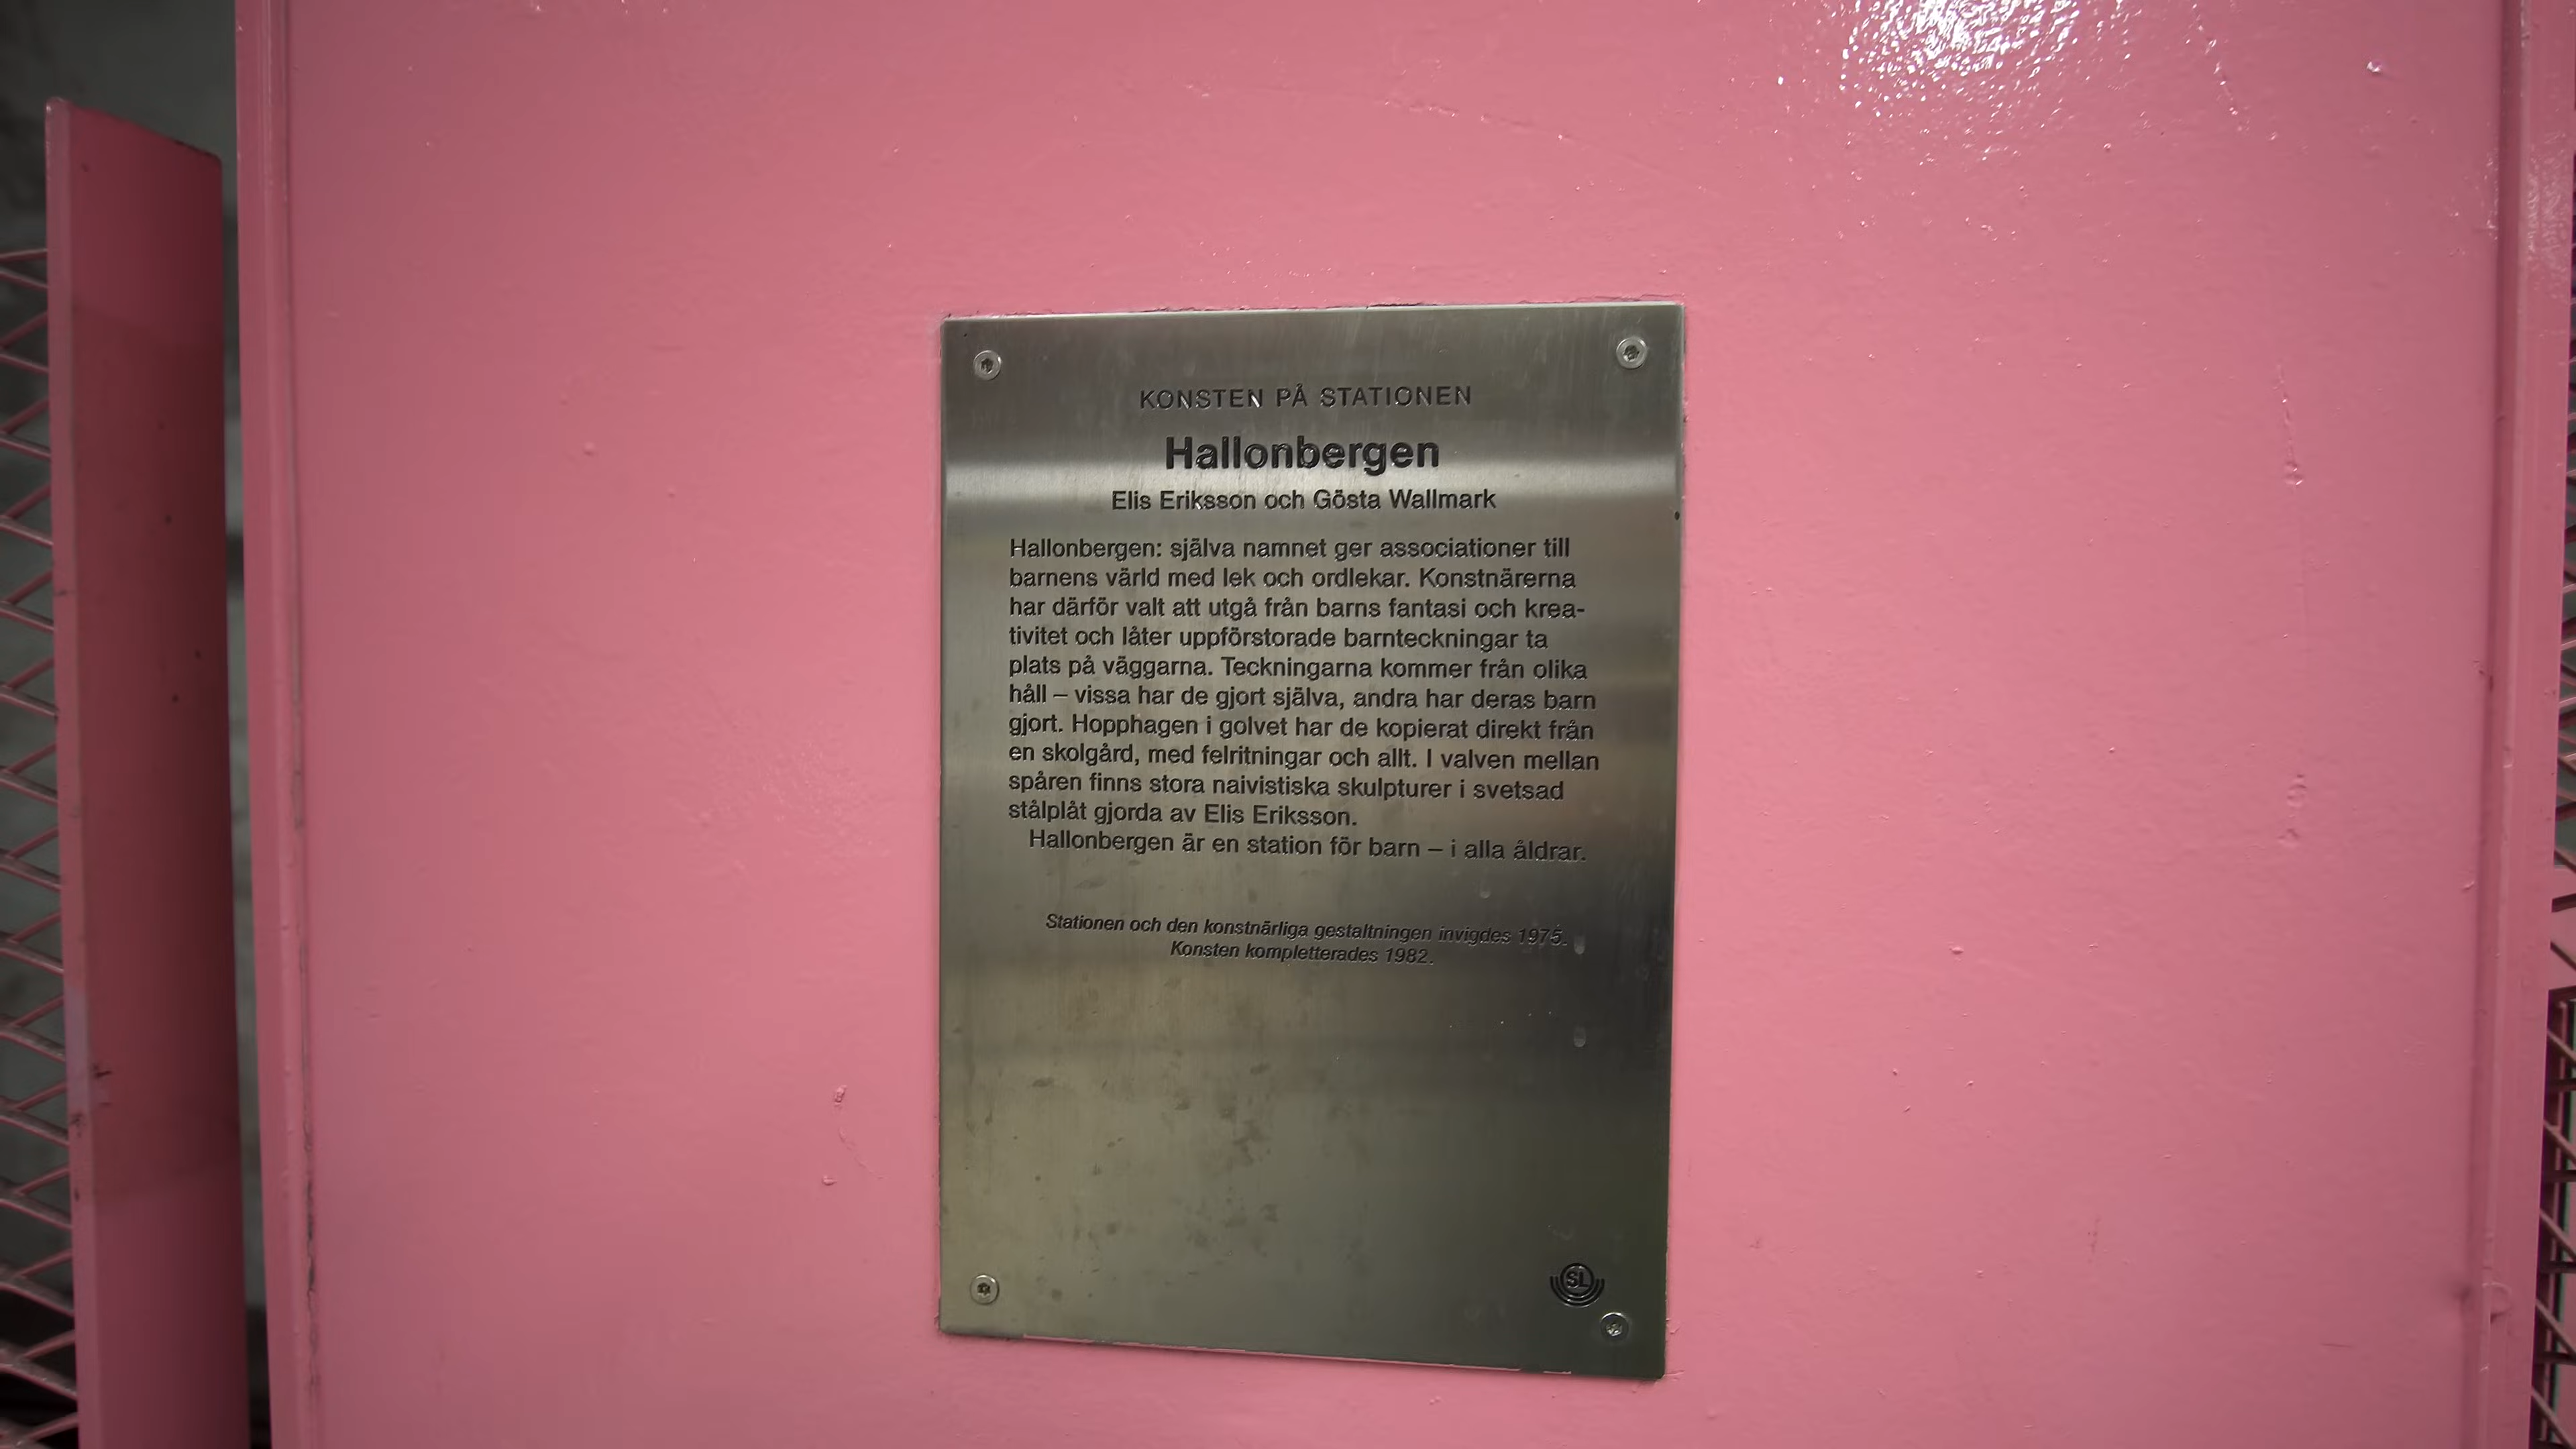 KONSTEN PÅ STATIONEN
Hallonbergen
Elis Eriksson och Gösta Wallmark
Hallonbergen: själva namnet ger associationer till
barnens värld med lek och ordlekar. Konstnärerna
har därför valt att utgå från barns fantasi och krea-
tivitet och låter uppförstorade barnteckningar ta
plats på väggarna. Teckningarna kommer från olika
håll – vissa har de gjort själva, andra har deras barn
gjort. Hopphagen i golvet har de kopierat direkt från
en skolgård, med felritningar och allt. I valven mellan
spåren finns stora naivistiska skulpturer i svetsad
stålplåt gjorda av Elis Eriksson.
Hallonbergen är en station för barn – i alla åldrar.
Stationen och den konstnärliga gestaltningen invigdes 1975.
Konsten kompletterades 1982.
SL